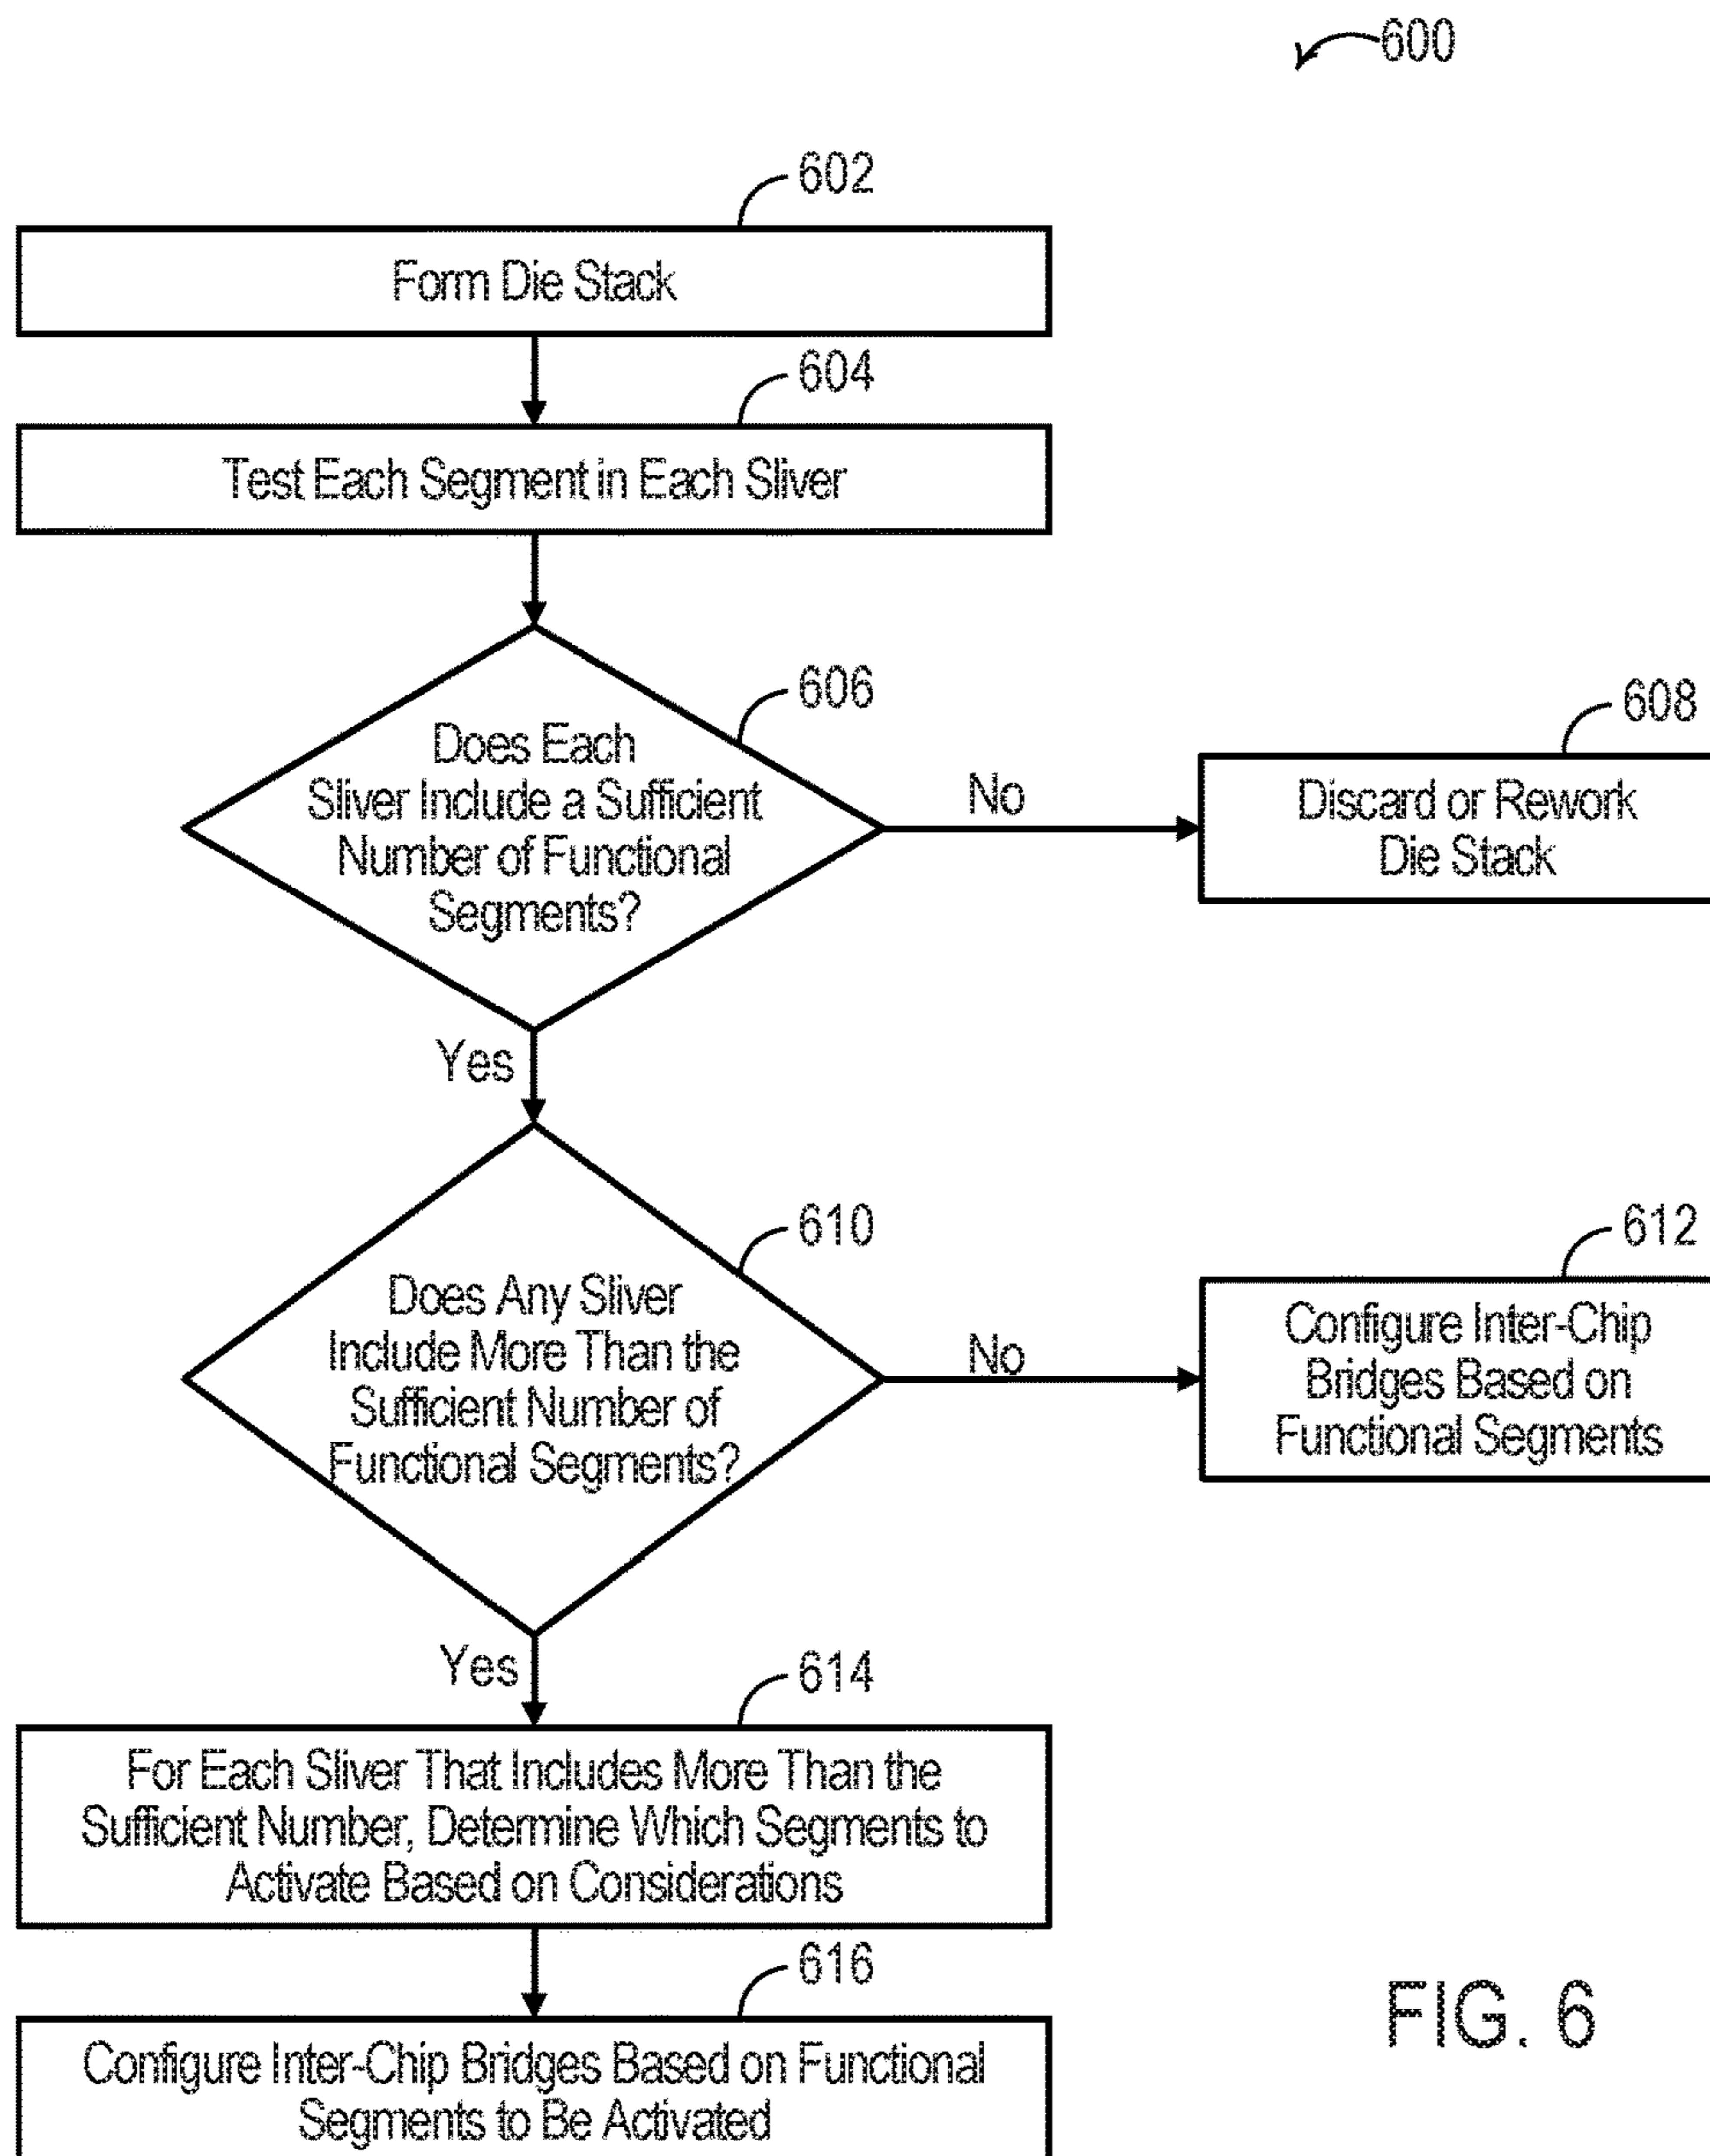 600
602
Form Die Stack
604
Test Each Segment in Each Sliver
606
Does Each
Sliver Include a Sufficient
Number of Functional
Segments?
No
608
Discard or Rework
Die Stack
Yes
610
Does Any Sliver
Include More Than the
Sufficient Number of
Functional Segments?
No
612
Configure Inter-Chip
Bridges Based on
Functional Segments
Yes
614
For Each Sliver That Includes More Than the
Sufficient Number, Determine Which Segments to
Activate Based on Considerations
616
Configure Inter-Chip Bridges Based on Functional
Segments to Be Activated
FIG. 6